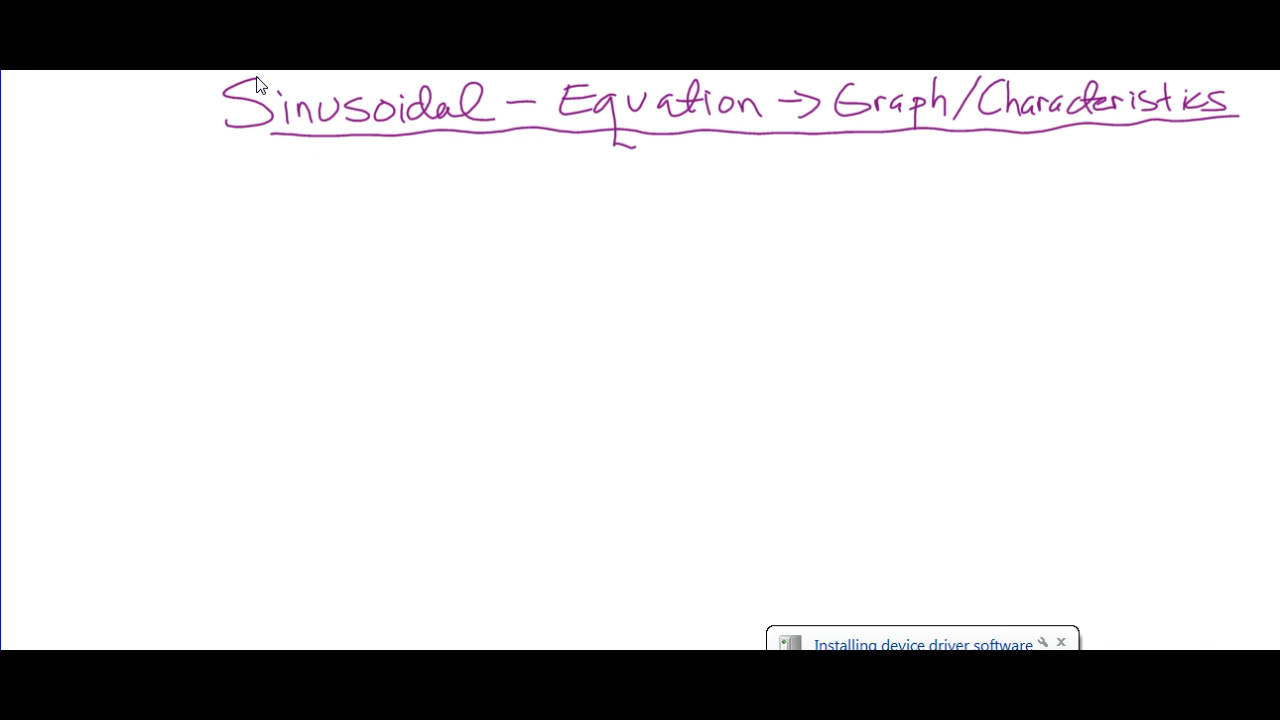 Sinusoidal - Equation → Graph/Characteristics
Installing device driver software